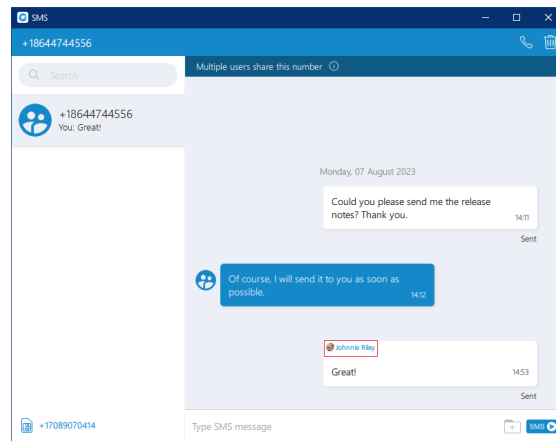 SMS
+18644744556
Search
Multiple users share this number
+18644744556
You: Great!
Monday, 07 August 2023
Could you please send me the release
notes? Thank you.
14:11
Sent
Of course, I will send it to you as soon as
possible.
14:12
Johnnie Riley
Great!
14:53
Sent
+17089070414
Type SMS message
SMS